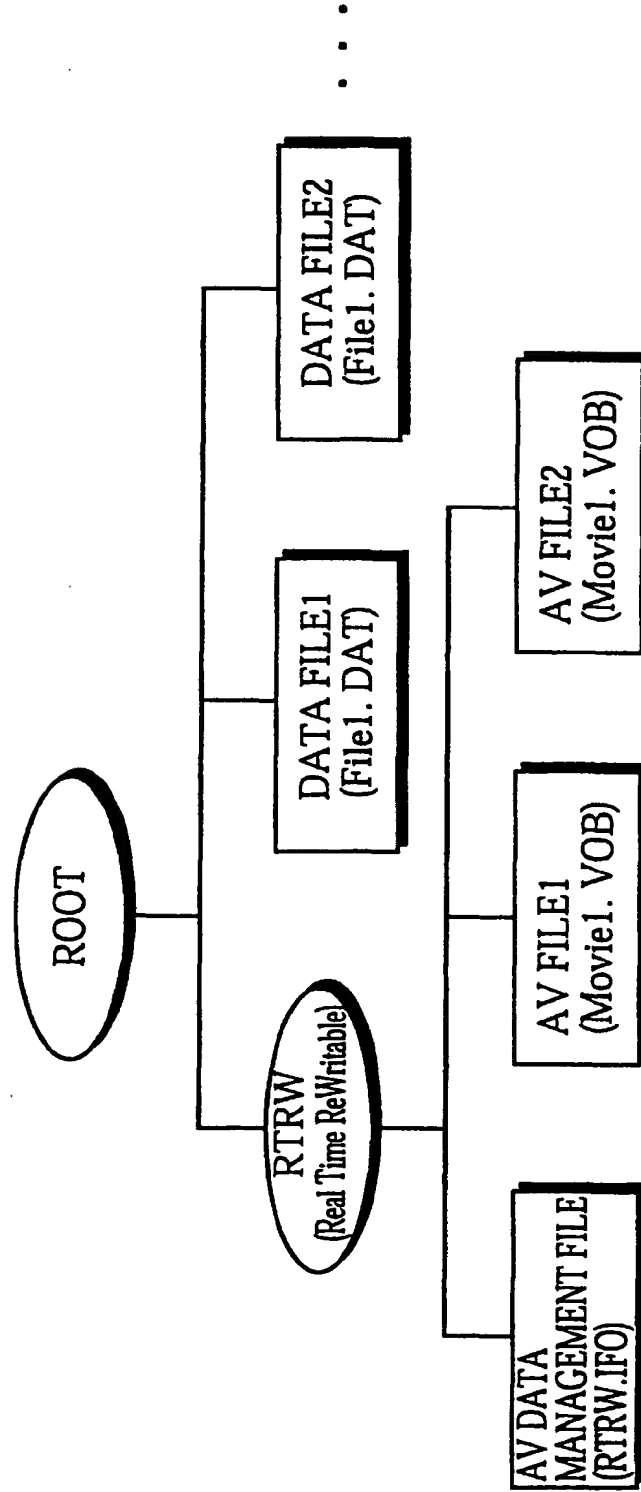 ROOT
RTRW
(Real Time ReWritable)
DATA FILE1
(File1. DAT)
DATA FILE2
(File1. DAT)
. . .
AV DATA
MANAGEMENT FILE
(RTRW.IFO)
AV FILE1
(Movie1. VOB)
AV FILE2
(Movie1. VOB)